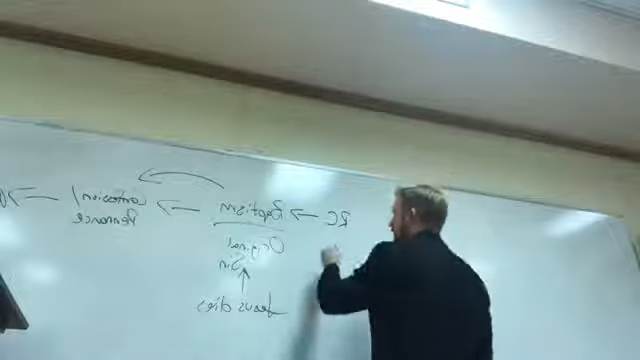 RC → Baptism → Confession/ →
Penance
Original
Sin
Jesus dies